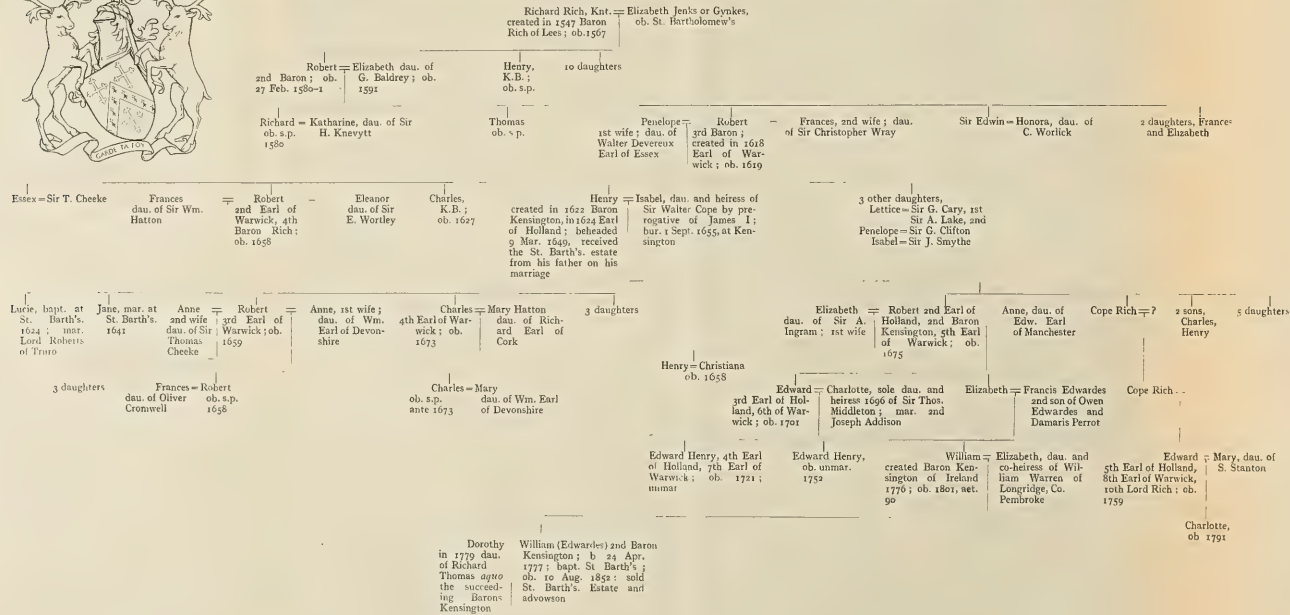 GARDE TA FOY
Richard Rich, Knt.
created in 1547 Baron
Rich of Lees ; ob.1567
= Elizabeth Jenks or Gynkes,
ob. St. Bartholomew's
Robert = Elizabeth dau. of
2nd Baron ; ob.
27 Feb. 1580-1
G. Baldrey ; ob.
1591
Henry,
K.B. ;
ob. s.p.
10 daughters
Richard = Katharine, dau. of Sir
ob. s.p.
1580
H. Knevytt
Thomas
ob. s p.
Penelope =
1st wife ; dau. of
Walter Devereux
Earl of Essex
Robert
3rd Baron ;
created in 1618
Earl of War-
wick ; ob. 1619
– Frances, 2nd wife ; dau.
of Sir Christopher Wray
Sir Edwin = Honora, dau. of
C. Worlick
2 daughters, Frances
and Elizabeth
Essex = Sir T. Cheeke
Frances
dau. of Sir Wm.
Hatton
= Robert
2nd Earl of
Warwick, 4th
Baron Rich ;
ob. 1658
– Eleanor
dau. of Sir
E. Wortley
Charles,
K.B. ;
ob. 1627
Henry =
created in 1622 Baron
Kensington, in 1624 Earl
of Holland ; beheaded
9 Mar. 1649, received
the St. Barth's. estate
from his father on his
marriage
Isabel, dau. and heiress of
Sir Walter Cope by pre-
rogative of James I ;
bur. 1 Sept. 1655, at Ken-
sington
3 other daughters,
Lettice = Sir G. Cary, 1st
Sir A. Lake, 2nd
Penelope = Sir G. Clifton
Isabel = Sir J. Smythe
Lucie, bapt. at
St. Barth's.
1624 ; mar.
Lord Roberts
of Truro
Jane, mar. at
St. Barth's.
1641
Anne =
2nd wife
dau. of Sir
Thomas
Cheeke
Robert
3rd Earl of
Warwick ; ob.
1659
= Anne, 1st wife ;
dau. of Wm.
Earl of Devon-
shire
Charles =
4th Earl of War-
wick ; ob.
1673
Mary Hatton
dau. of Rich-
ard Earl of
Cork
3 daughters
Elizabeth =
dau. of Sir A.
Ingram ; 1st wife
Robert 2nd Earl of
Holland, 2nd Baron
Kensington, 5th Earl
of Warwick ; ob.
1675
Anne, dau. of
Edw. Earl
of Manchester
Cope Rich = ?
2 sons,
Charles,
Henry
5 daughters
3 daughters
Frances = Robert
dau. of Oliver
Cromwell
ob. s.p.
1658
Charles = Mary
ob. s.p.
ante 1673
dau. of Wm. Earl
of Devonshire
Henry = Christiana
ob. 1658
Edward =
3rd Earl of Hol-
land, 6th of War-
wick ; ob. 1701
Charlotte, sole dau. and
heiress 1696 of Sir Thos.
Middleton ; mar. 2nd
Joseph Addison
Elizabeth = Francis Edwardes
2nd son of Owen
Edwardes and
Damaris Perrot
Cope Rich
Edward Henry, 4th Earl
of Holland, 7th Earl of
Warwick ; ob. 1721 ;
unmar
Edward Henry,
ob. unmar.
1752
William =
created Baron Ken-
sington of Ireland
1776 ; ob. 1801, aet.
90
Elizabeth, dau. and
co-heiress of Wil-
liam Warren of
Longridge, Co.
Pembroke
Edward =
5th Earl of Holland,
8th Earl of Warwick,
10th Lord Rich ; ob.
1759
Mary, dau. of
S. Stanton
Charlotte,
ob 1791
Dorothy
in 1779 dau.
of Richard
Thomas aquo
the succeed-
ing Barons
Kensington
William (Edwardes) 2nd Baron
Kensington ; b 24 Apr.
1777 ; bapt. St Barth's ;
ob. 10 Aug. 1852 : sold
St. Barth's. Estate and
advowson